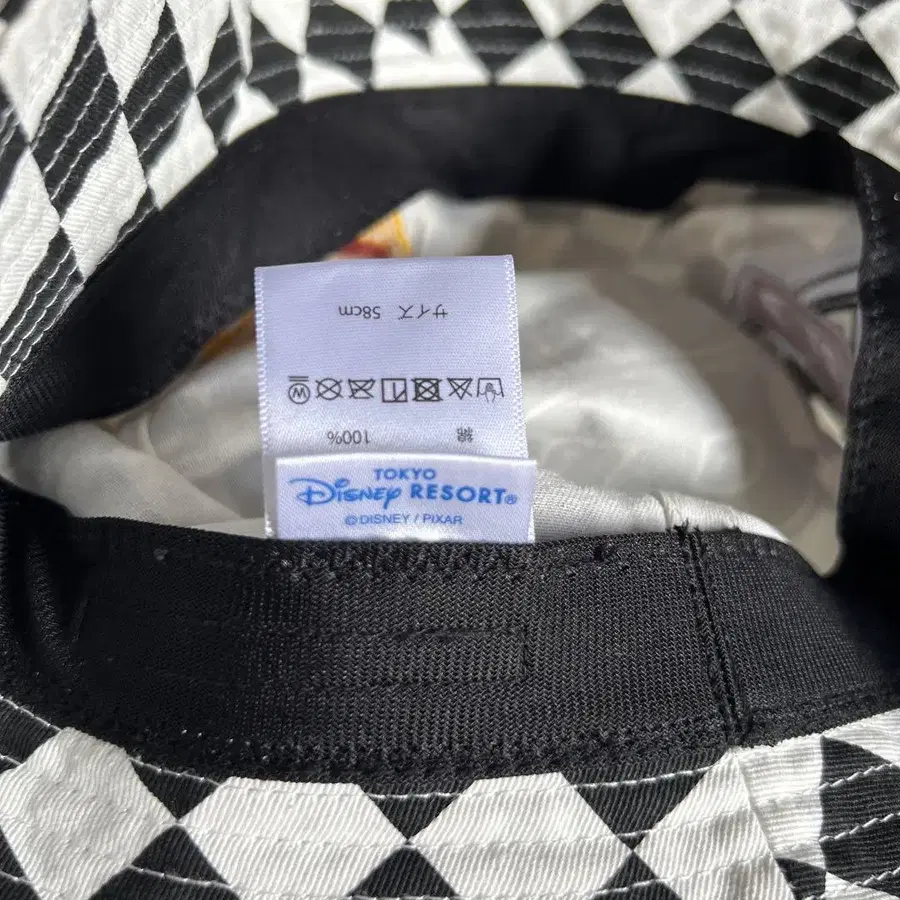 サイズ 58cm
綿 100%
TOKYO
Disney RESORT®
©DISNEY / PIXAR